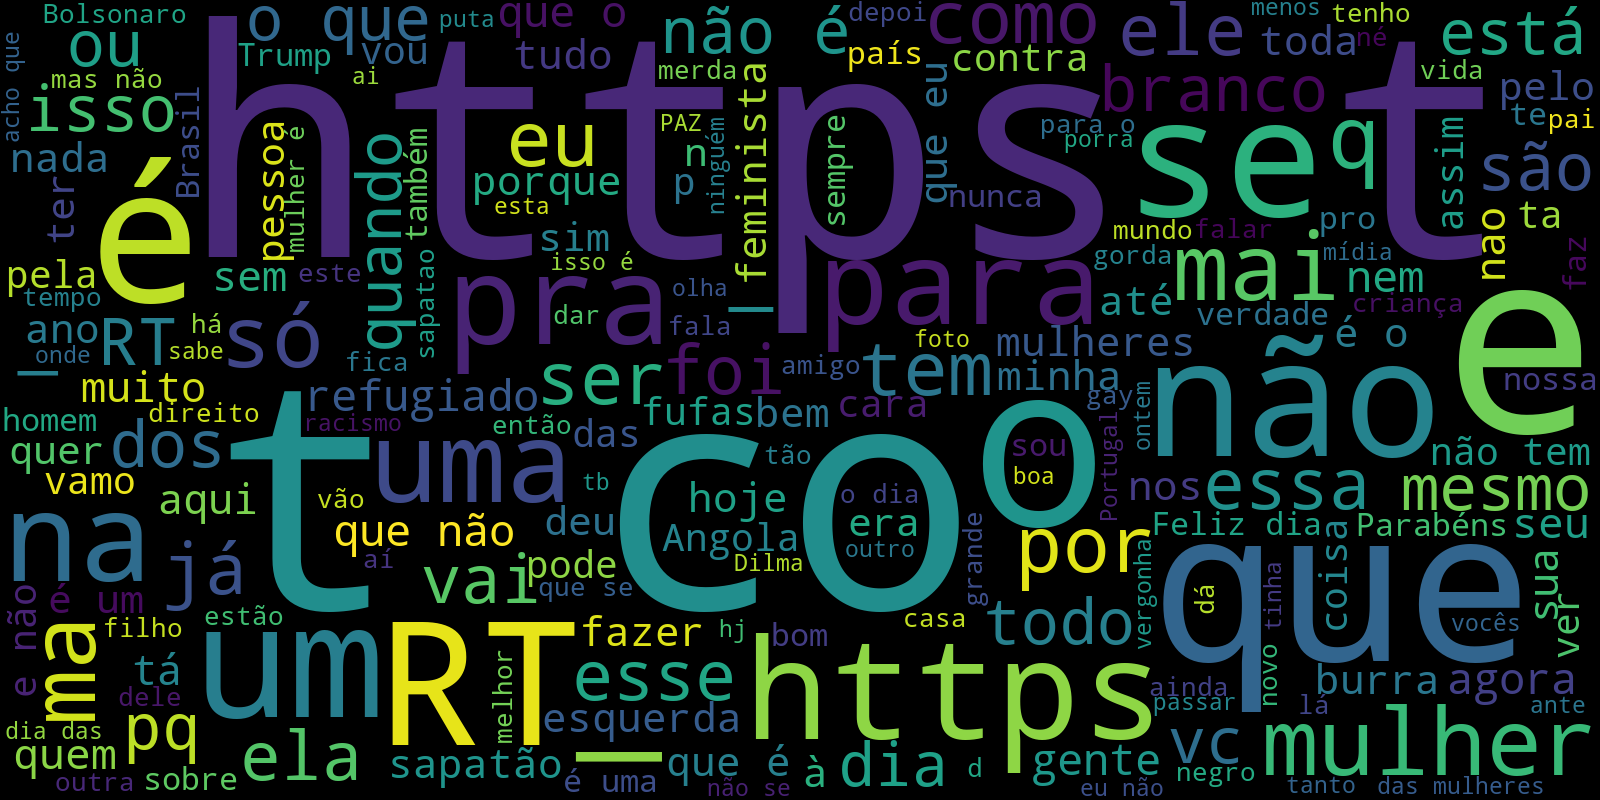 Bolsonaro
o que
puta
que o
não
é
depois
como
ele
menos
tenho
né
está
acho que
ou
mas não
Trump
vou
ai
tudo
merda
país
contra
toda
vida
isso
Brasil
https t
feminista_
PAZ
branco
pelo
te
pai
nada
é
pessoa
mulher é
quando
também
eu
porque
esta
n
p
ninguém
sempre
que eu
nunca
para o
porra
se
q
assim
são
ter
sem
este
sim
isso é
mundo
falar
pro
mídia
não
ta
pela
tempo
ano
onde
_
RT
há
sabe
só
sapatao
pra
dar
olha
fala
para
gorda
até
mai
nem
criança
verdade
é o
faz
e
muito
fica
ser
foi
foto
amigo
tem
mulheres
minha
nossa
homem
direito
refugiado
racismo
então
fufas
bem
cara
gay
ontem
não
quer
dos
t co
uma
das
tão
o
sou
boa
Portugal
nos
essa
não tem
mesmo
vamo
aqui
vão
que não
tb
hoje
o dia
era
na
já
aí
vai
deu
pode
Angola
outro
Dilma
grande
por
Feliz dia
Parabéns
seu
e não
é um
que se
vergonha
que
dá
tinha
coisa
sua
ver
ma
filho
estão
um
RT
fazer
hj
bom
casa
todo
vocês
tá
dele
melhor
esse
https
ainda
passar
novo
burra
agora
dia das
pq
esquerda
_
lá
ante
quem
ela
sapatão
que é
à
dia
d
gente
vc
negro
mulher
outra
sobre
é uma
não se
eu não
tanto
das mulheres